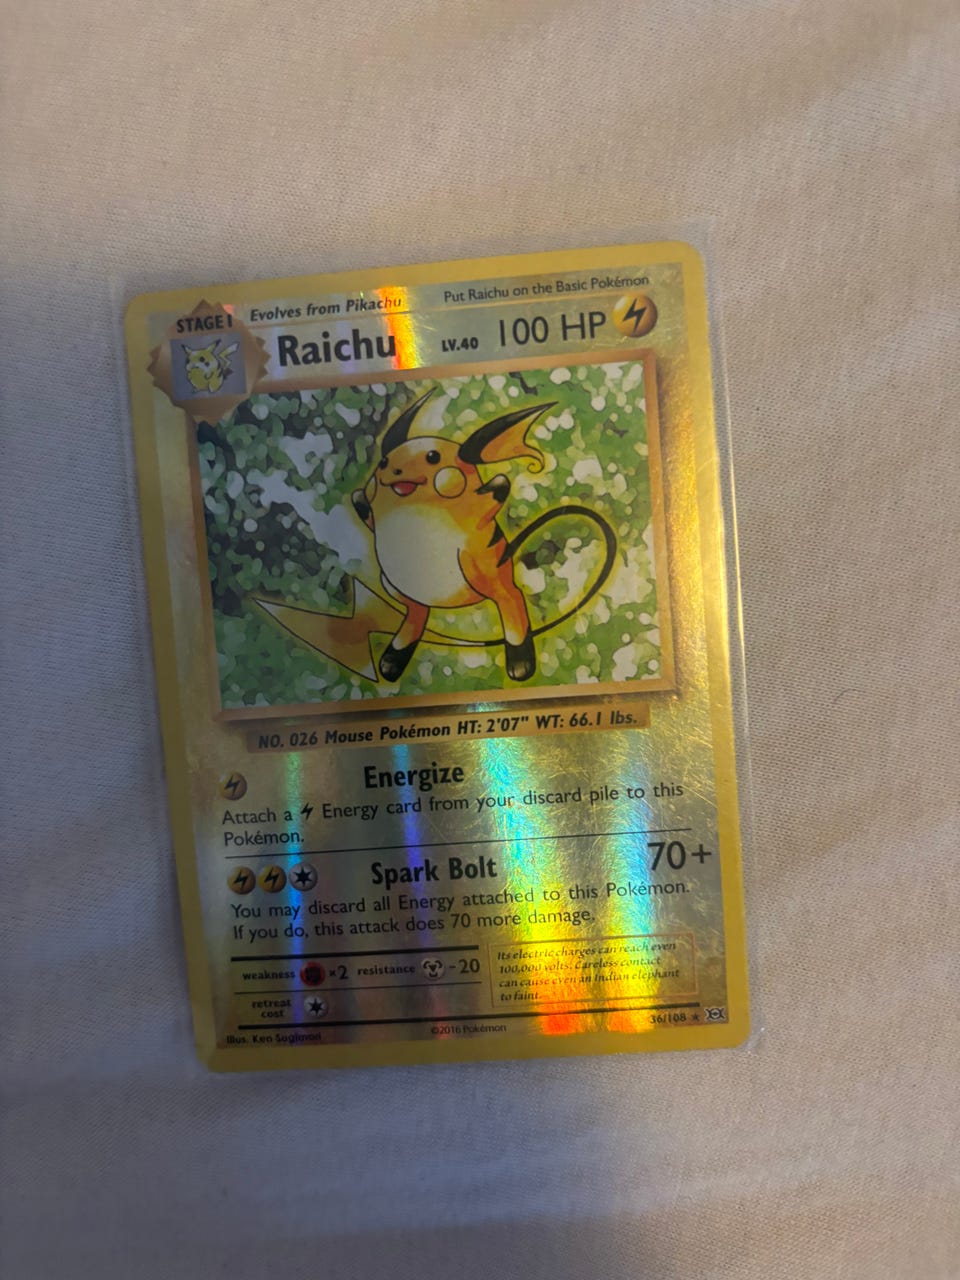 Put Raichu on the Basic Pokémon
STAGE 1 Evolves from Pikachu
Raichu LV.40 100 HP
NO. 026 Mouse Pokémon HT: 2'07" WT: 66.1 lbs.
Energize
Attach a Energy card from your discard pile to this
Pokémon.
Spark Bolt 70+
You may discard all Energy attached to this Pokémon.
If you do, this attack does 70 more damage.
weakness ×2 resistance -20
retreat
cost
Its electric charges can reach even
100,000 volts. Careless contact
can cause even an Indian elephant
to faint.
Illus. Ken Sugimori
©2016 Pokémon
36/108 ★